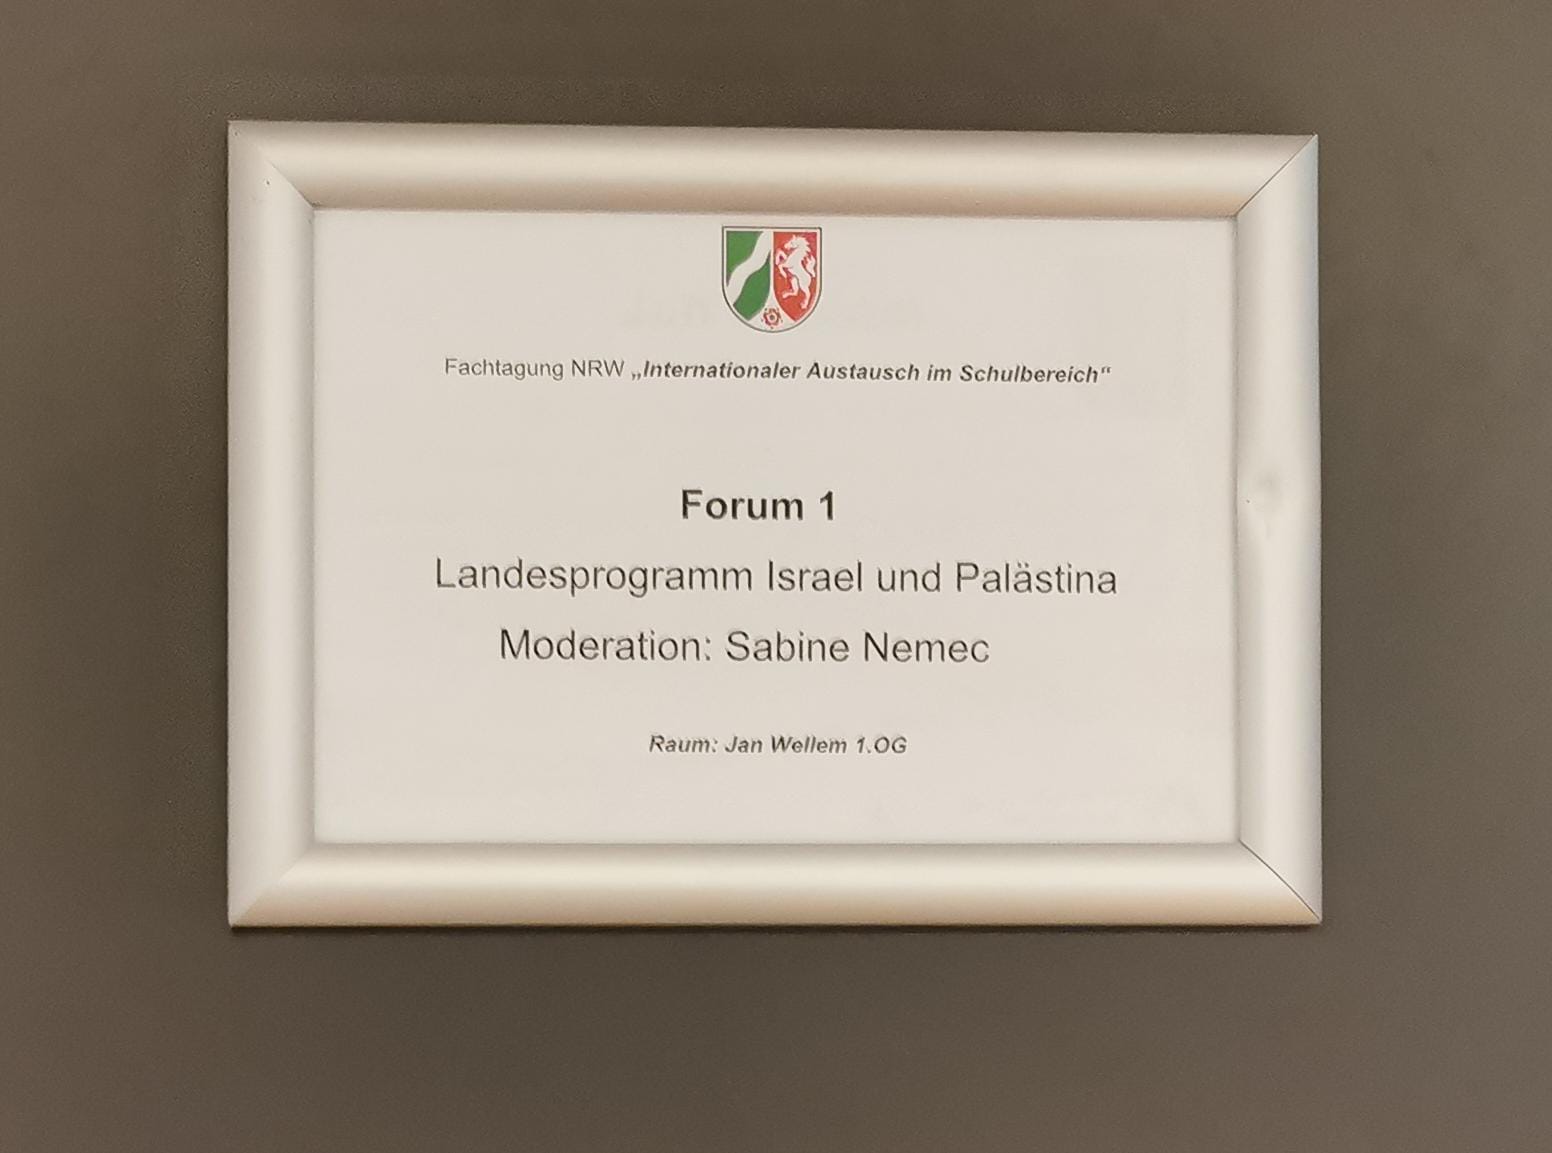 Fachtagung NRW „Internationaler Austausch im Schulbereich“
Forum 1
Landesprogramm Israel und Palästina
Moderation: Sabine Nemec
Raum: Jan Wellem 1.OG